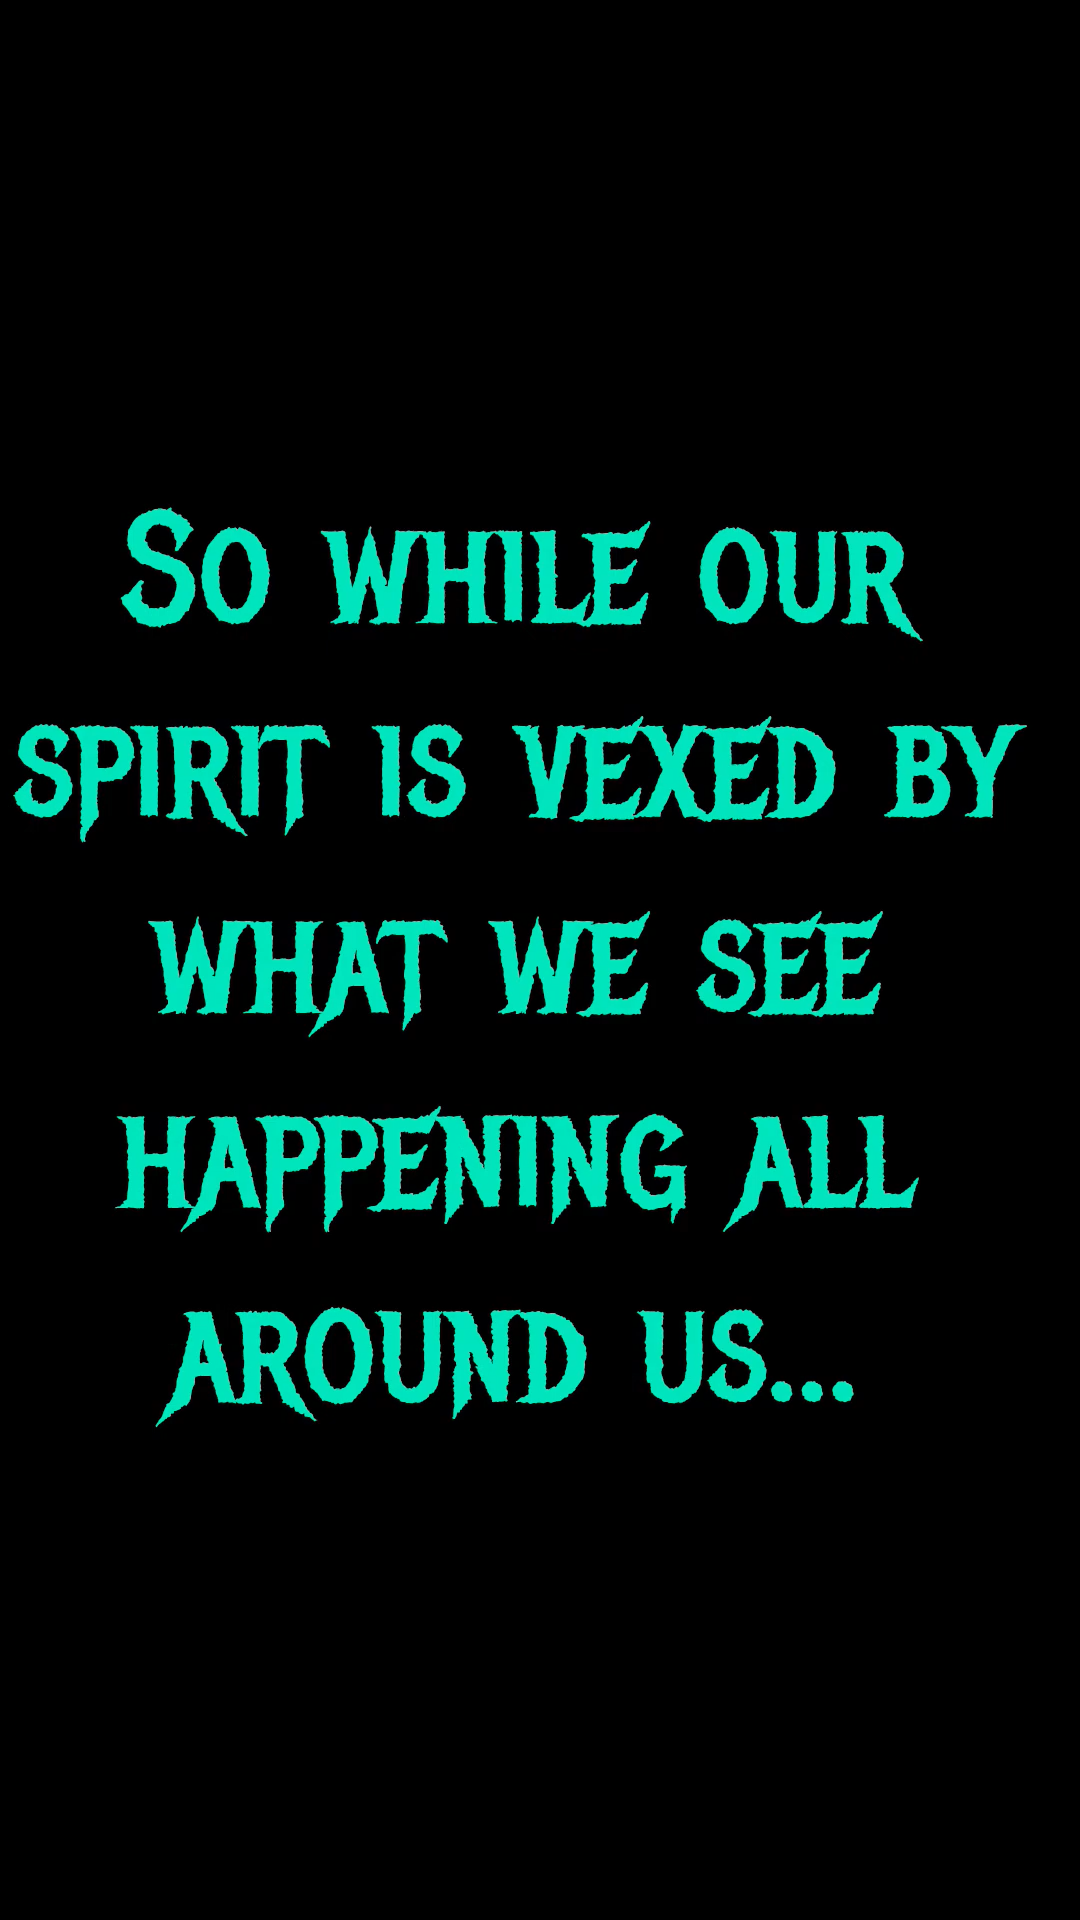 So while our
spirit is vexed by
what we see
happening all
around us...